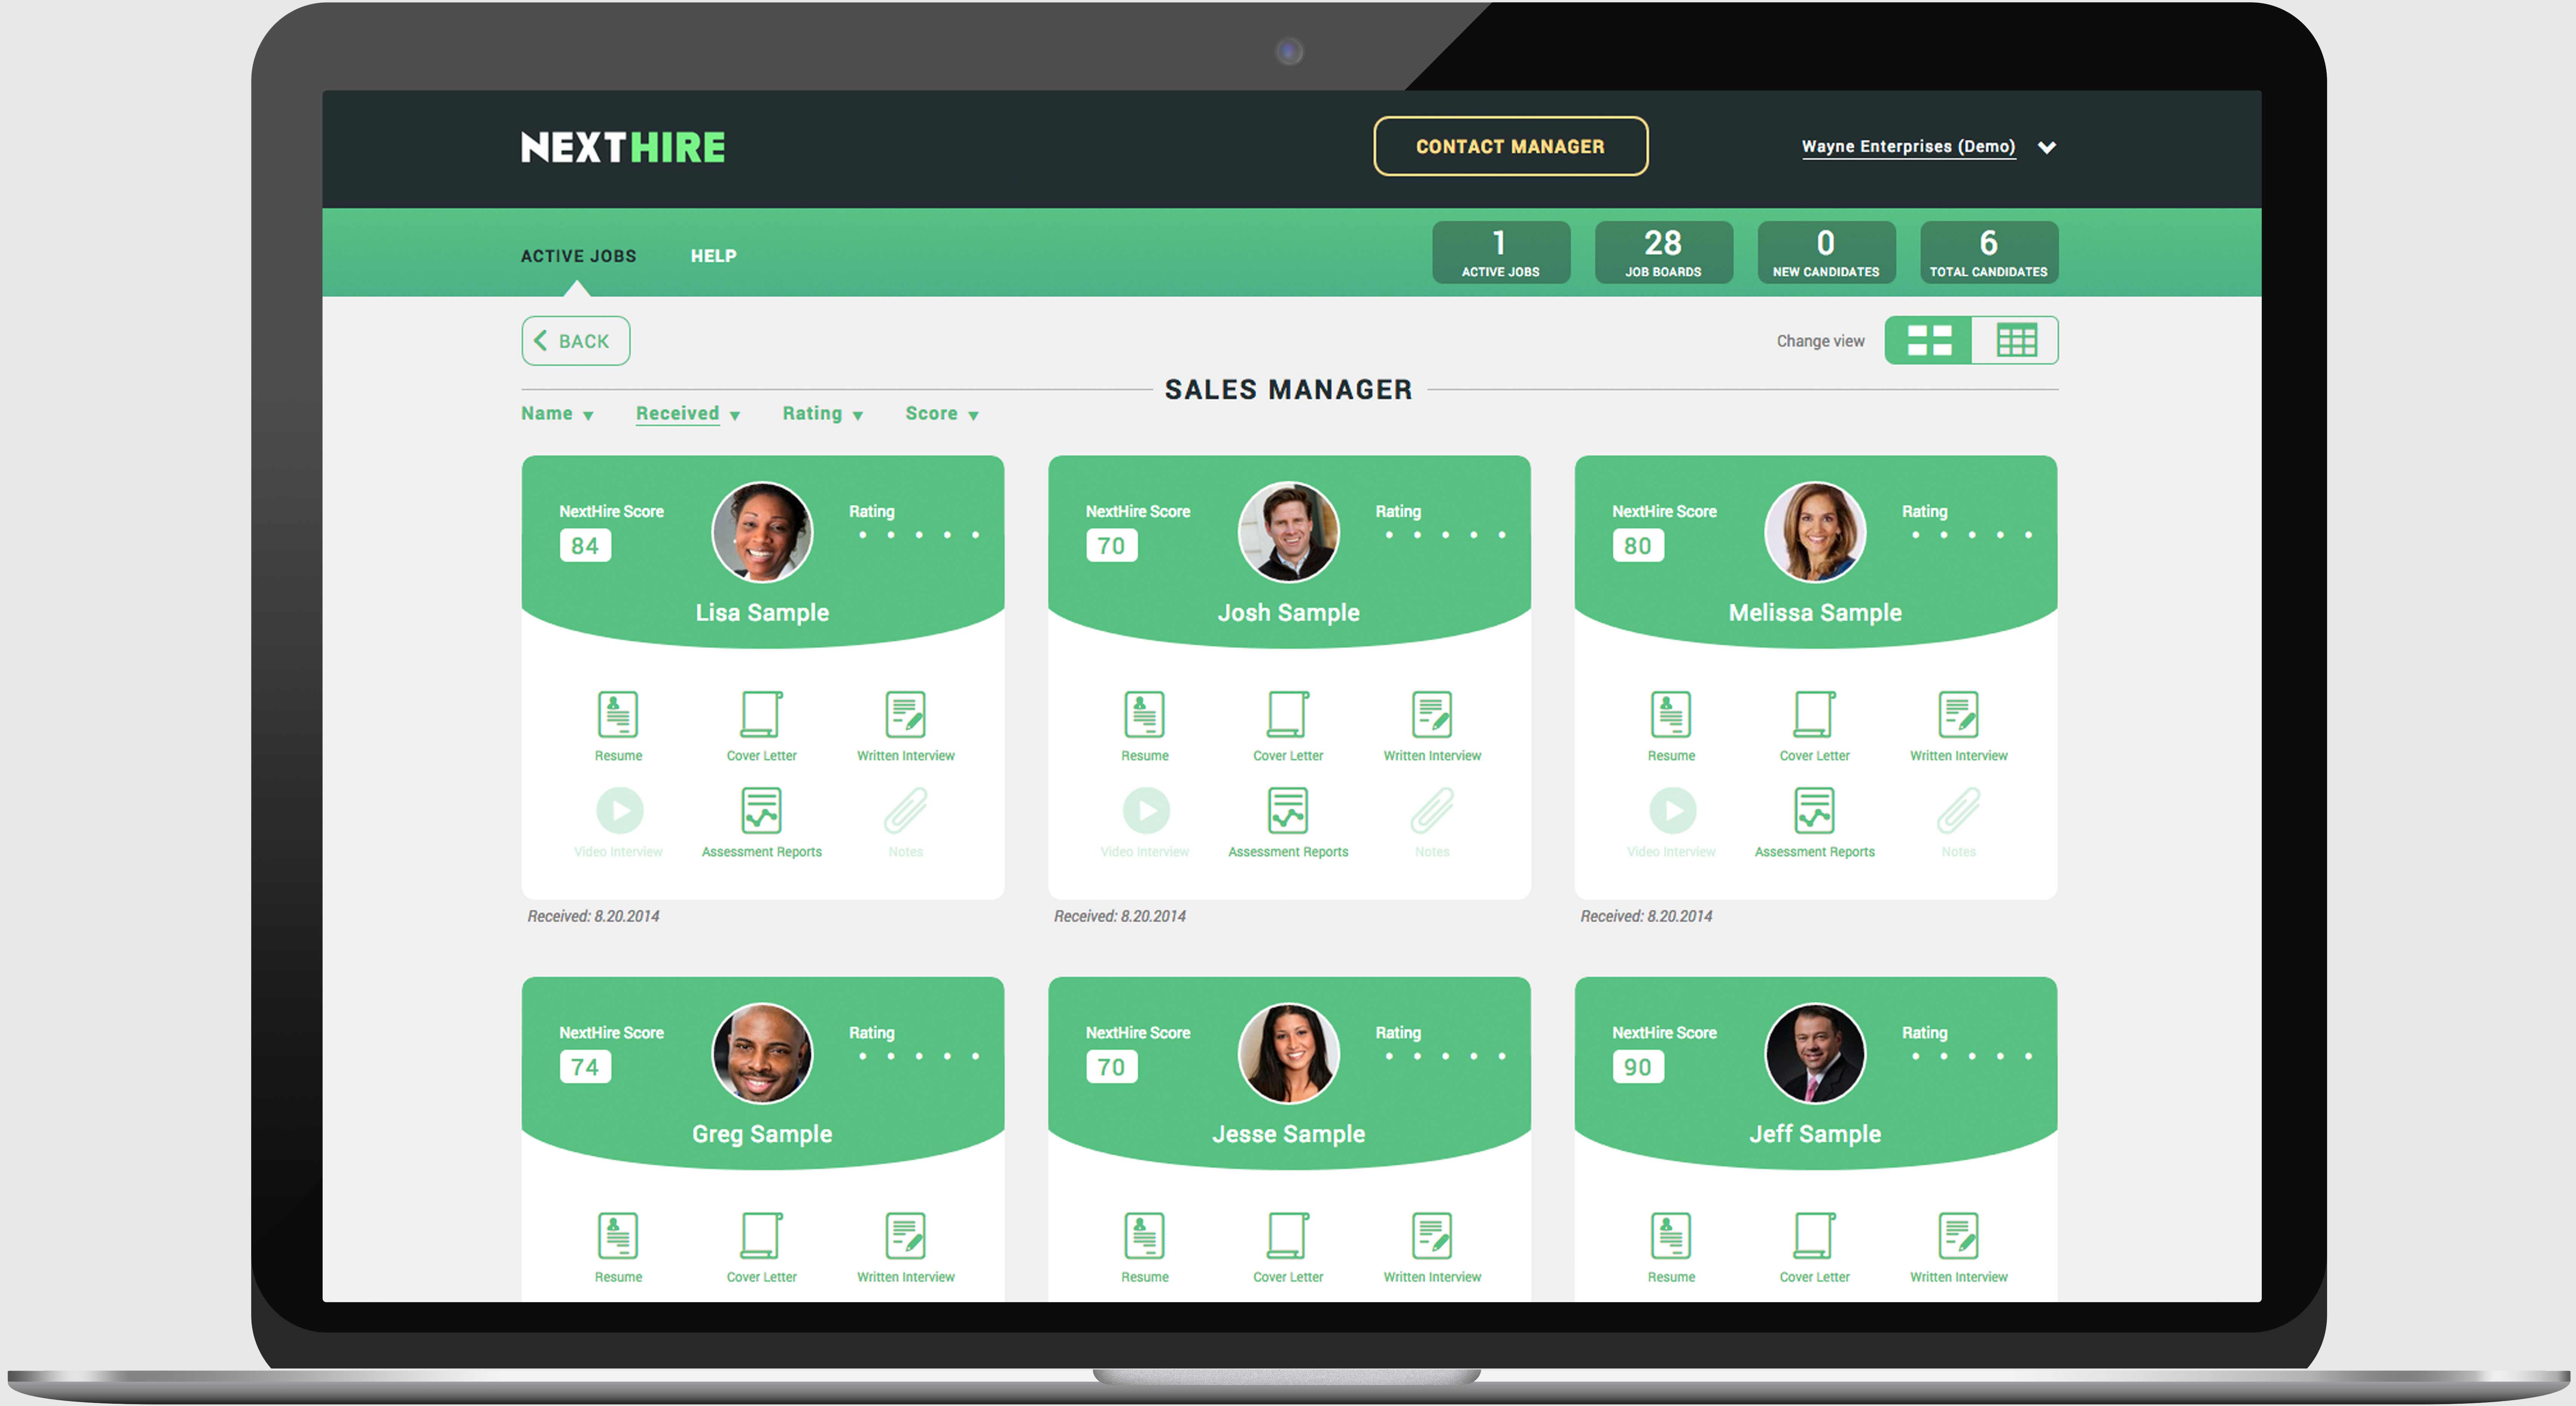 NEXTHIRE
CONTACT MANAGER
Wayne Enterprises (Demo)
ACTIVE JOBS
HELP
1
ACTIVE JOBS
28
JOB BOARDS
0
NEW CANDIDATES
6
TOTAL CANDIDATES
BACK
Change view
SALES MANAGER
Name
Received
Rating
Score
NextHire Score
84
Rating
Lisa Sample
Resume
Cover Letter
Written Interview
Video Interview
Assessment Reports
Notes
Received: 8.20.2014
NextHire Score
70
Rating
Josh Sample
Resume
Cover Letter
Written Interview
Video Interview
Assessment Reports
Notes
Received: 8.20.2014
NextHire Score
80
Rating
Melissa Sample
Resume
Cover Letter
Written Interview
Video Interview
Assessment Reports
Notes
Received: 8.20.2014
NextHire Score
74
Rating
Greg Sample
Resume
Cover Letter
Written Interview
NextHire Score
70
Rating
Jesse Sample
Resume
Cover Letter
Written Interview
NextHire Score
90
Rating
Jeff Sample
Resume
Cover Letter
Written Interview